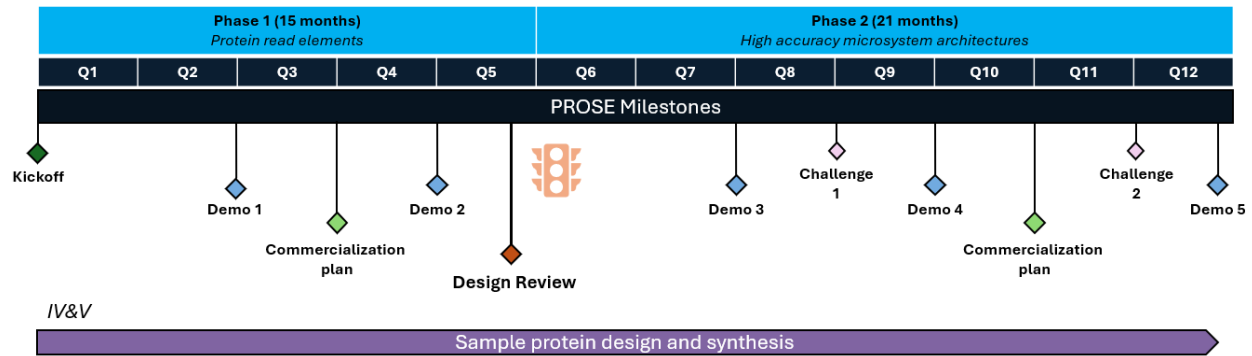 Phase 1 (15 months)
Protein read elements
Phase 2 (21 months)
High accuracy microsystem architectures
Q1 Q2 Q3 Q4 Q5 Q6 Q7 Q8 Q9 Q10 Q11 Q12
PROSE Milestones
Kickoff
Demo 1
Commercialization
plan
Demo 2
Design Review
Demo 3
Challenge
1
Demo 4
Commercialization
plan
Challenge
2
Demo 5
IV&V
Sample protein design and synthesis